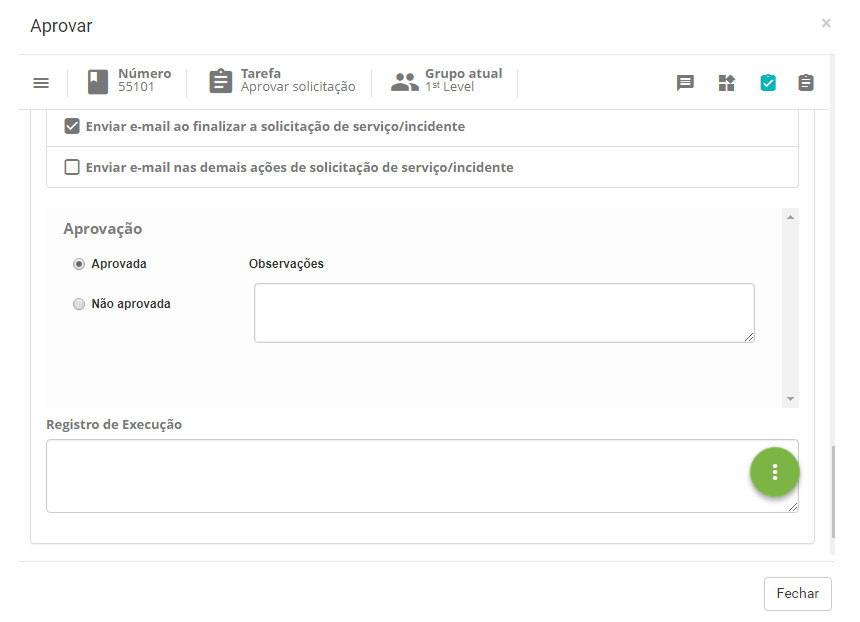 Aprovar
×
Número
55101
Tarefa
Aprovar solicitação
Grupo atual
1st Level
Enviar e-mail ao finalizar a solicitação de serviço/incidente
Enviar e-mail nas demais ações de solicitação de serviço/incidente
Aprovação
Aprovada
Observações
Não aprovada
Registro de Execução
Fechar